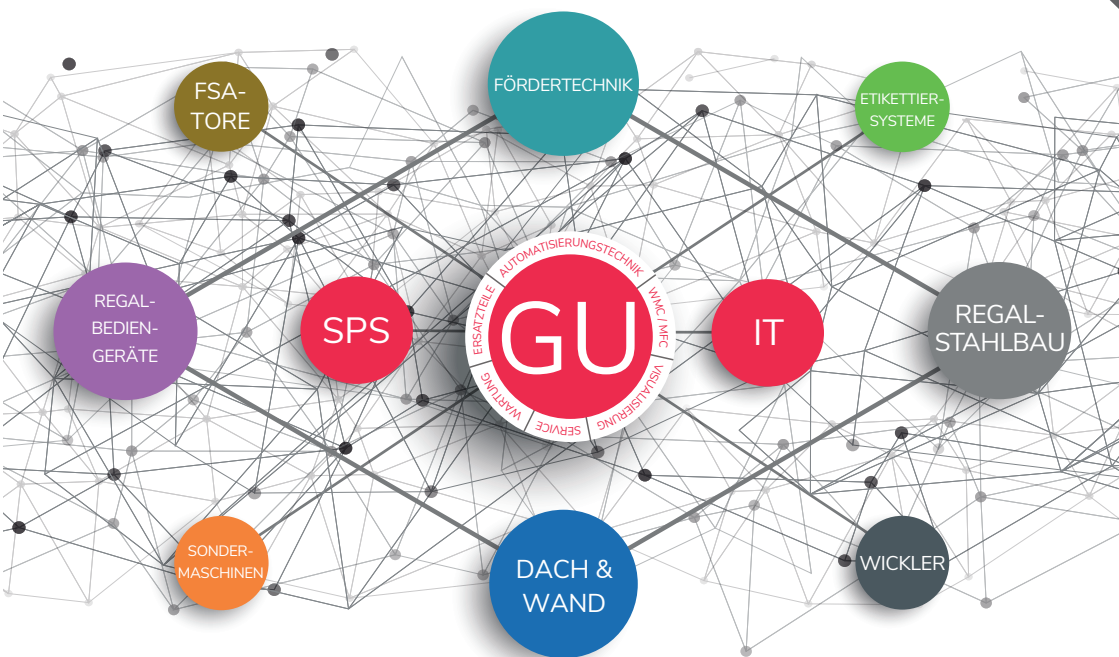 FÖRDERTECHNIK
FSA-
TORE
ETIKETTIER-
SYSTEME
REGAL-
BEDIEN-
GERÄTE
SPS
GU
AUTOMATISIERUNGSTECHNIK
WMC / MFC
VISUALISIERUNG
SERVICE
WARTUNG
ERSATZTEILE
IT
REGAL-
STAHLBAU
SONDER-
MASCHINEN
DACH &
WAND
WICKLER